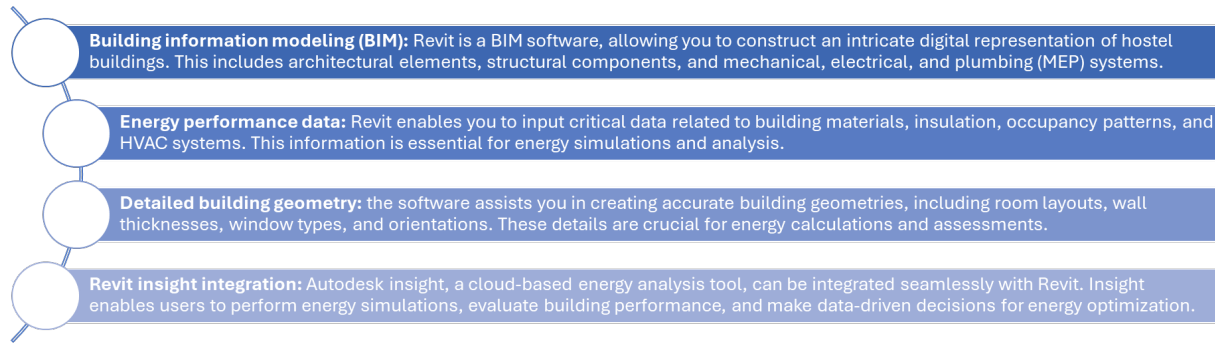 Building information modeling (BIM): Revit is a BIM software, allowing you to construct an intricate digital representation of hostel
buildings. This includes architectural elements, structural components, and mechanical, electrical, and plumbing (MEP) systems.
Energy performance data: Revit enables you to input critical data related to building materials, insulation, occupancy patterns, and
HVAC systems. This information is essential for energy simulations and analysis.
Detailed building geometry: the software assists you in creating accurate building geometries, including room layouts, wall
thicknesses, window types, and orientations. These details are crucial for energy calculations and assessments.
Revit insight integration: Autodesk insight, a cloud-based energy analysis tool, can be integrated seamlessly with Revit. Insight
enables users to perform energy simulations, evaluate building performance, and make data-driven decisions for energy optimization.